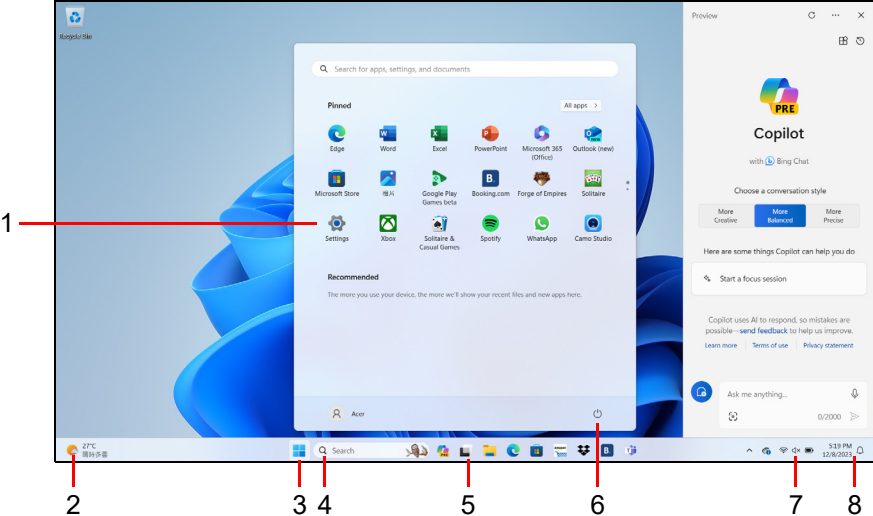 Recycle Bin
Search for apps, settings, and documents
Pinned
All apps >
Edge
Word
Excel
PowerPoint
Microsoft 365
(Office)
Outlook (new)
Microsoft Store
相片
Google Play
Games beta
Booking.com
Forge of Empires
Solitaire
Settings
Xbox
Solitaire &
Casual Games
Spotify
WhatsApp
Camo Studio
Recommended
The more you use your device, the more we'll show your recent files and new apps here.
Acer
Preview
PRE
Copilot
with Bing Chat
Choose a conversation style
More
Creative
More
Balanced
More
Precise
Here are some things Copilot can help you do
Start a focus session
Copilot uses AI to respond, so mistakes are
possible—send feedback to help us improve.
Learn more
Terms of use
Privacy statement
Ask me anything...
0/2000
27°C
Search
5:19 PM
12/8/2023
1
2
3
4
5
6
7
8